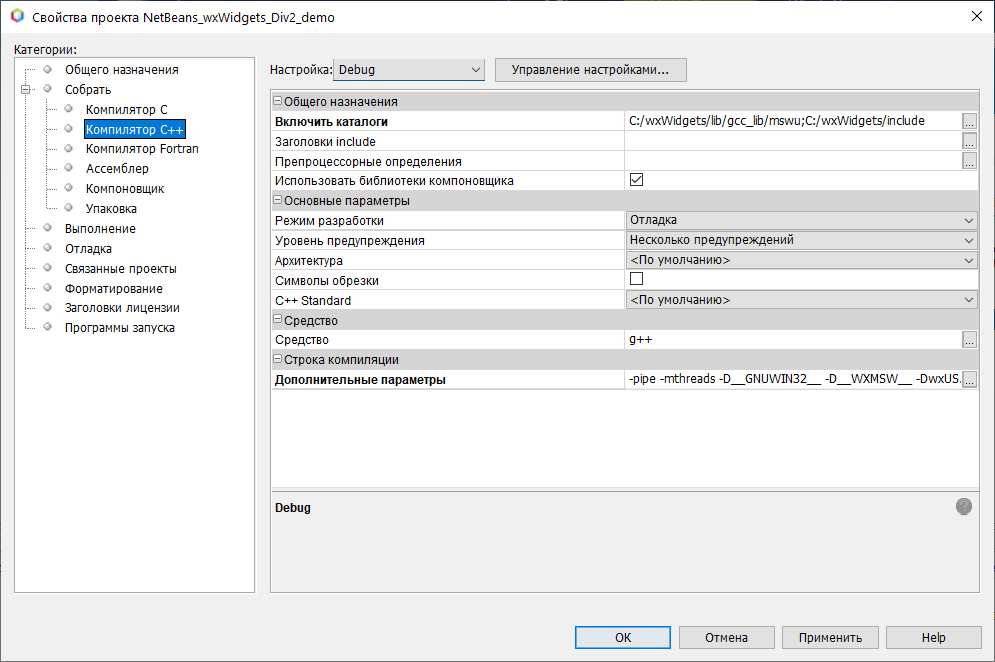 Свойства проекта NetBeans_wxWidgets_Div2_demo
Категории:
Общего назначения
Собрать
Компилятор C
Компилятор C++
Компилятор Fortran
Ассемблер
Компоновщик
Упаковка
Выполнение
Отладка
Связанные проекты
Форматирование
Заголовки лицензии
Программы запуска
Настройка: Debug Управление настройками...
Общего назначения
Включить каталоги C:/wxWidgets/lib/gcc_lib/mswu;C:/wxWidgets/include ...
Заголовки include ...
Препроцессорные определения ...
Использовать библиотеки компоновщика
Основные параметры
Режим разработки Отладка
Уровень предупреждения Несколько предупреждений
Архитектура <По умолчанию>
Символы обрезки
C++ Standard <По умолчанию>
Средство
Средство g++ ...
Строка компиляции
Дополнительные параметры -pipe -mthreads -D__GNUWIN32__ -D__WXMSW__ -DwxUS. ...
Debug ?
OK Отмена Применить Help